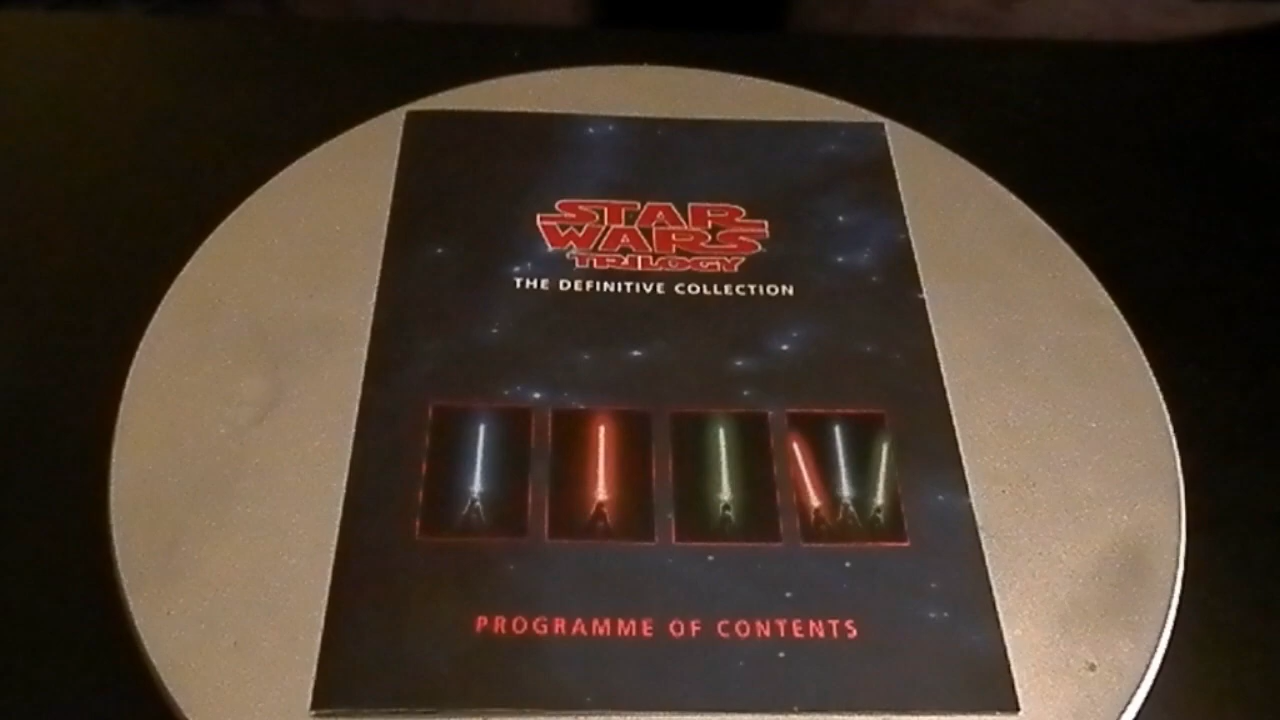 STAR
WARS
TRILOGY
THE DEFINITIVE COLLECTION
PROGRAMME OF CONTENTS